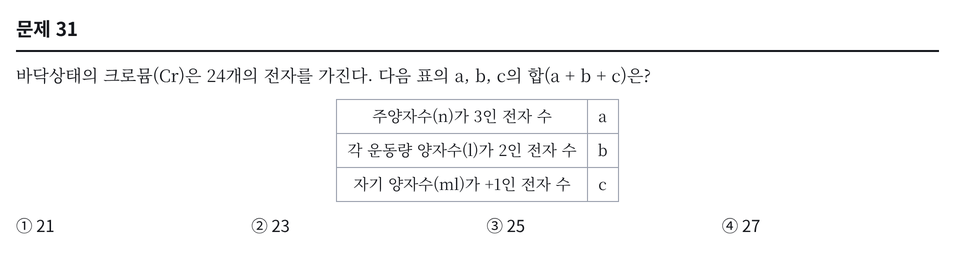 문제 31
바닥상태의 크로뮴(Cr)은 24개의 전자를 가진다. 다음 표의 a, b, c의 합(a + b + c)은?
주양자수(n)가 3인 전자 수 a
각 운동량 양자수(l)가 2인 전자 수 b
자기 양자수(ml)가 +1인 전자 수 c
① 21 ② 23 ③ 25 ④ 27